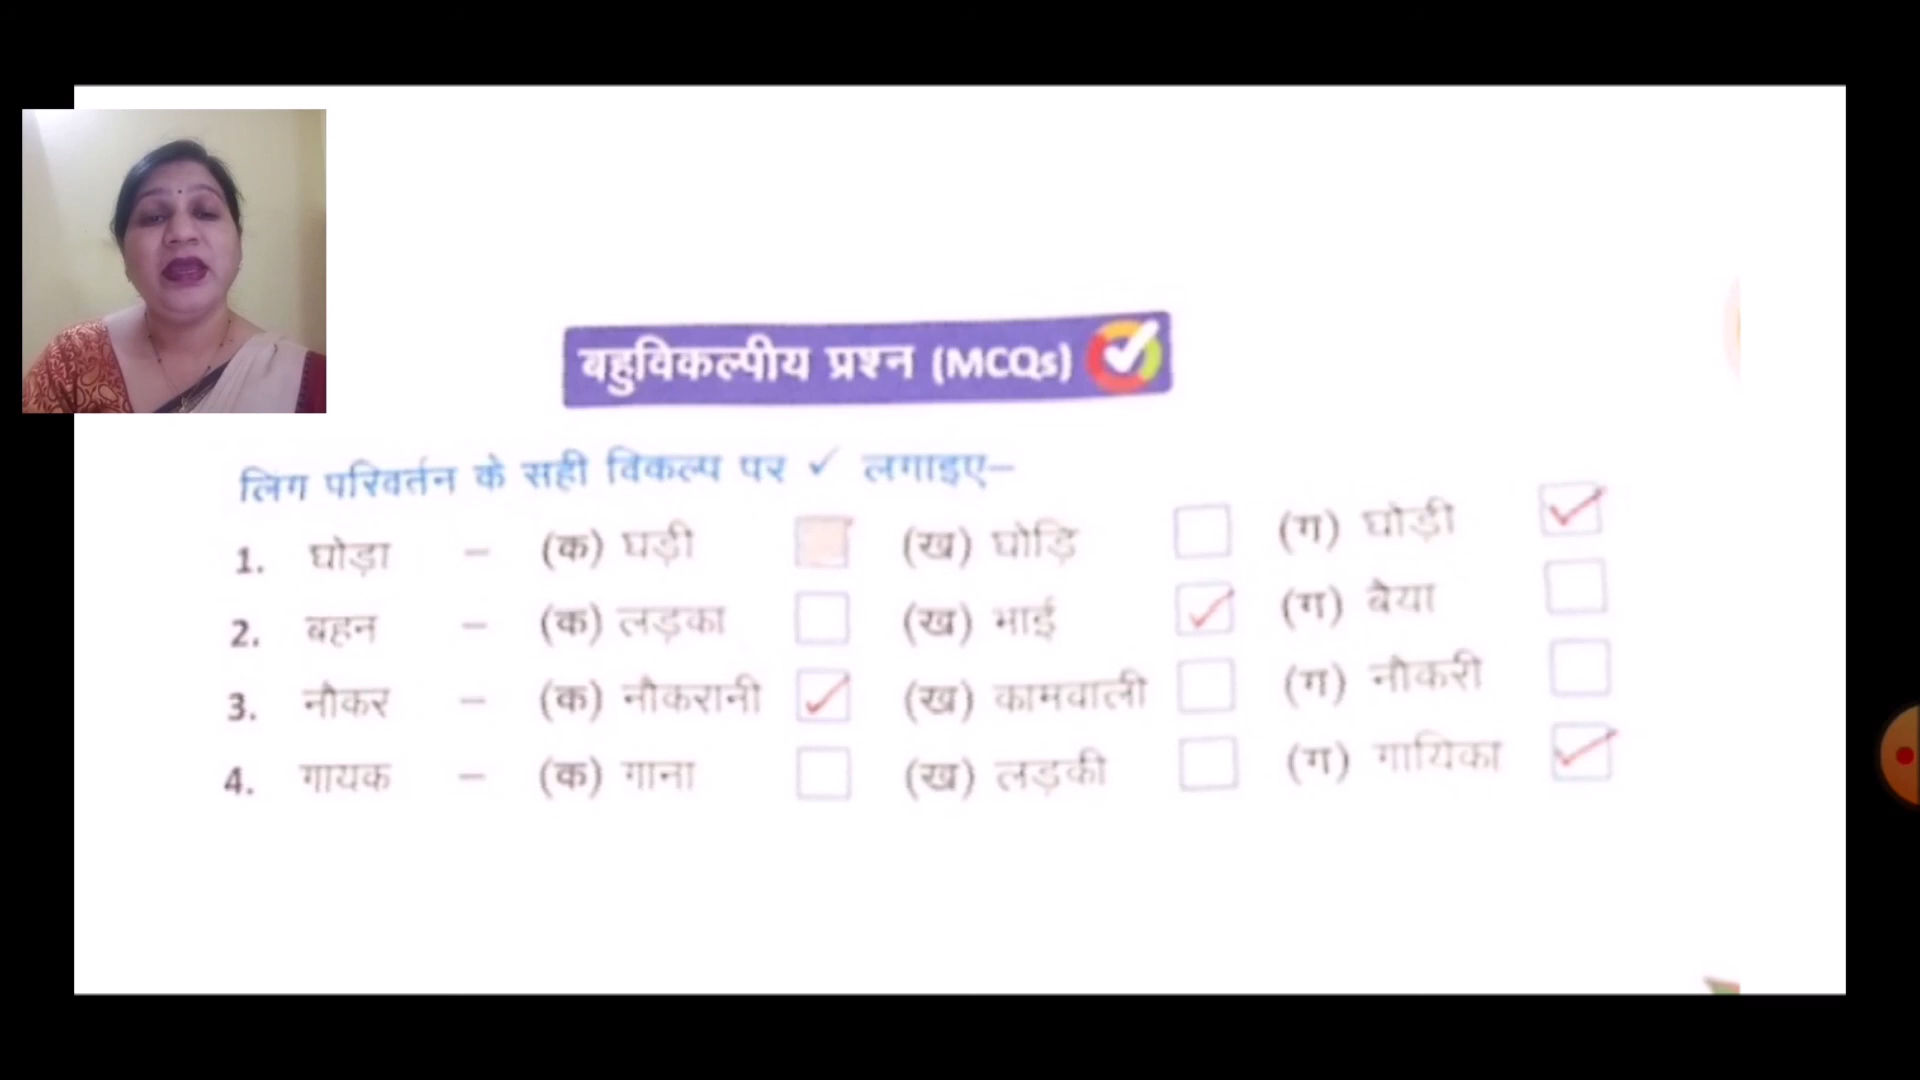 बहुविकल्पीय प्रश्न (MCQs)
लिंग परिवर्तन के सही विकल्प पर ✓ लगाइए–
1. घोड़ा – (क) घड़ी (ख) घोड़ि (ग) घोड़ी ✓
2. बहन – (क) लड़का (ख) भाई ✓ (ग) बैया
3. नौकर – (क) नौकरानी ✓ (ख) कामवाली (ग) नौकरी
4. गायक – (क) गाना (ख) लड़की (ग) गायिका ✓